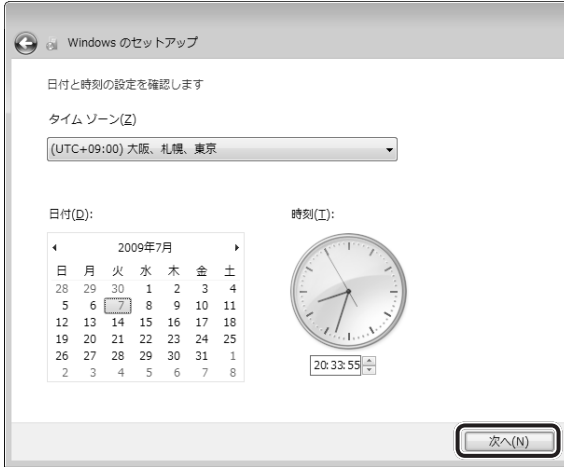 Windows のセットアップ
日付と時刻の設定を確認します
タイム ゾーン(Z)
(UTC+09:00) 大阪、札幌、東京
日付(D):
時刻(T):
2009年7月
日 月 火 水 木 金 土
28 29 30 1 2 3 4
5 6 7 8 9 10 11
12 13 14 15 16 17 18
19 20 21 22 23 24 25
26 27 28 29 30 31 1
2 3 4 5 6 7 8
20:33:55
次へ(N)